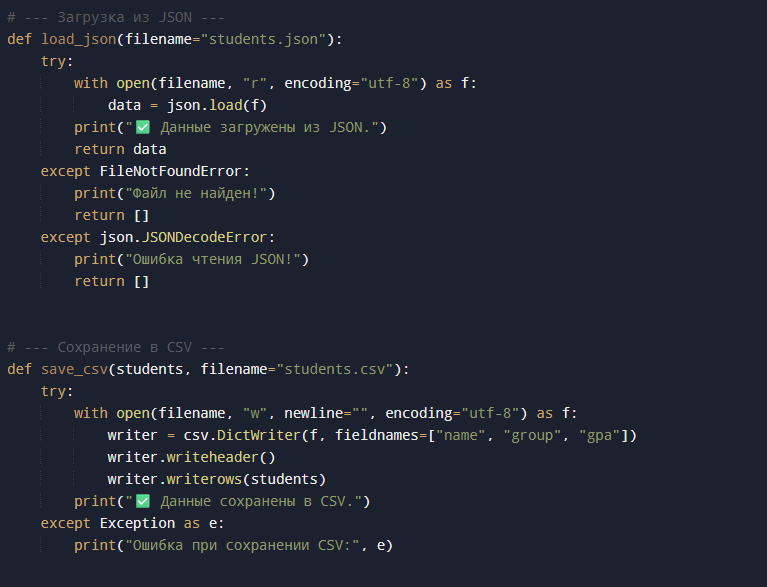 # --- Загрузка из JSON ---
def load_json(filename="students.json"):
    try:
        with open(filename, "r", encoding="utf-8") as f:
            data = json.load(f)
        print("✅ Данные загружены из JSON.")
        return data
    except FileNotFoundError:
        print("Файл не найден!")
        return []
    except json.JSONDecodeError:
        print("Ошибка чтения JSON!")
        return []

# --- Сохранение в CSV ---
def save_csv(students, filename="students.csv"):
    try:
        with open(filename, "w", newline="", encoding="utf-8") as f:
            writer = csv.DictWriter(f, fieldnames=["name", "group", "gpa"])
            writer.writeheader()
            writer.writerows(students)
        print("✅ Данные сохранены в CSV.")
    except Exception as e:
        print("Ошибка при сохранении CSV:", e)